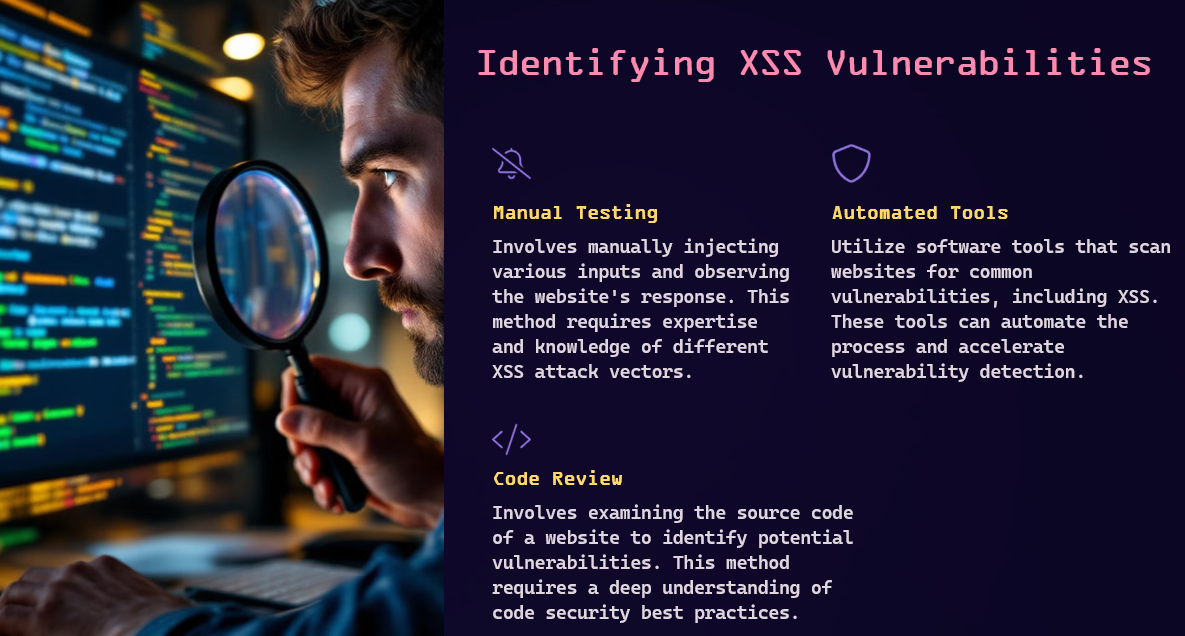 Identifying XSS Vulnerabilities
Manual Testing
Involves manually injecting
various inputs and observing
the website's response. This
method requires expertise
and knowledge of different
XSS attack vectors.
Automated Tools
Utilize software tools that scan
websites for common
vulnerabilities, including XSS.
These tools can automate the
process and accelerate
vulnerability detection.
Code Review
Involves examining the source code
of a website to identify potential
vulnerabilities. This method
requires a deep understanding of
code security best practices.